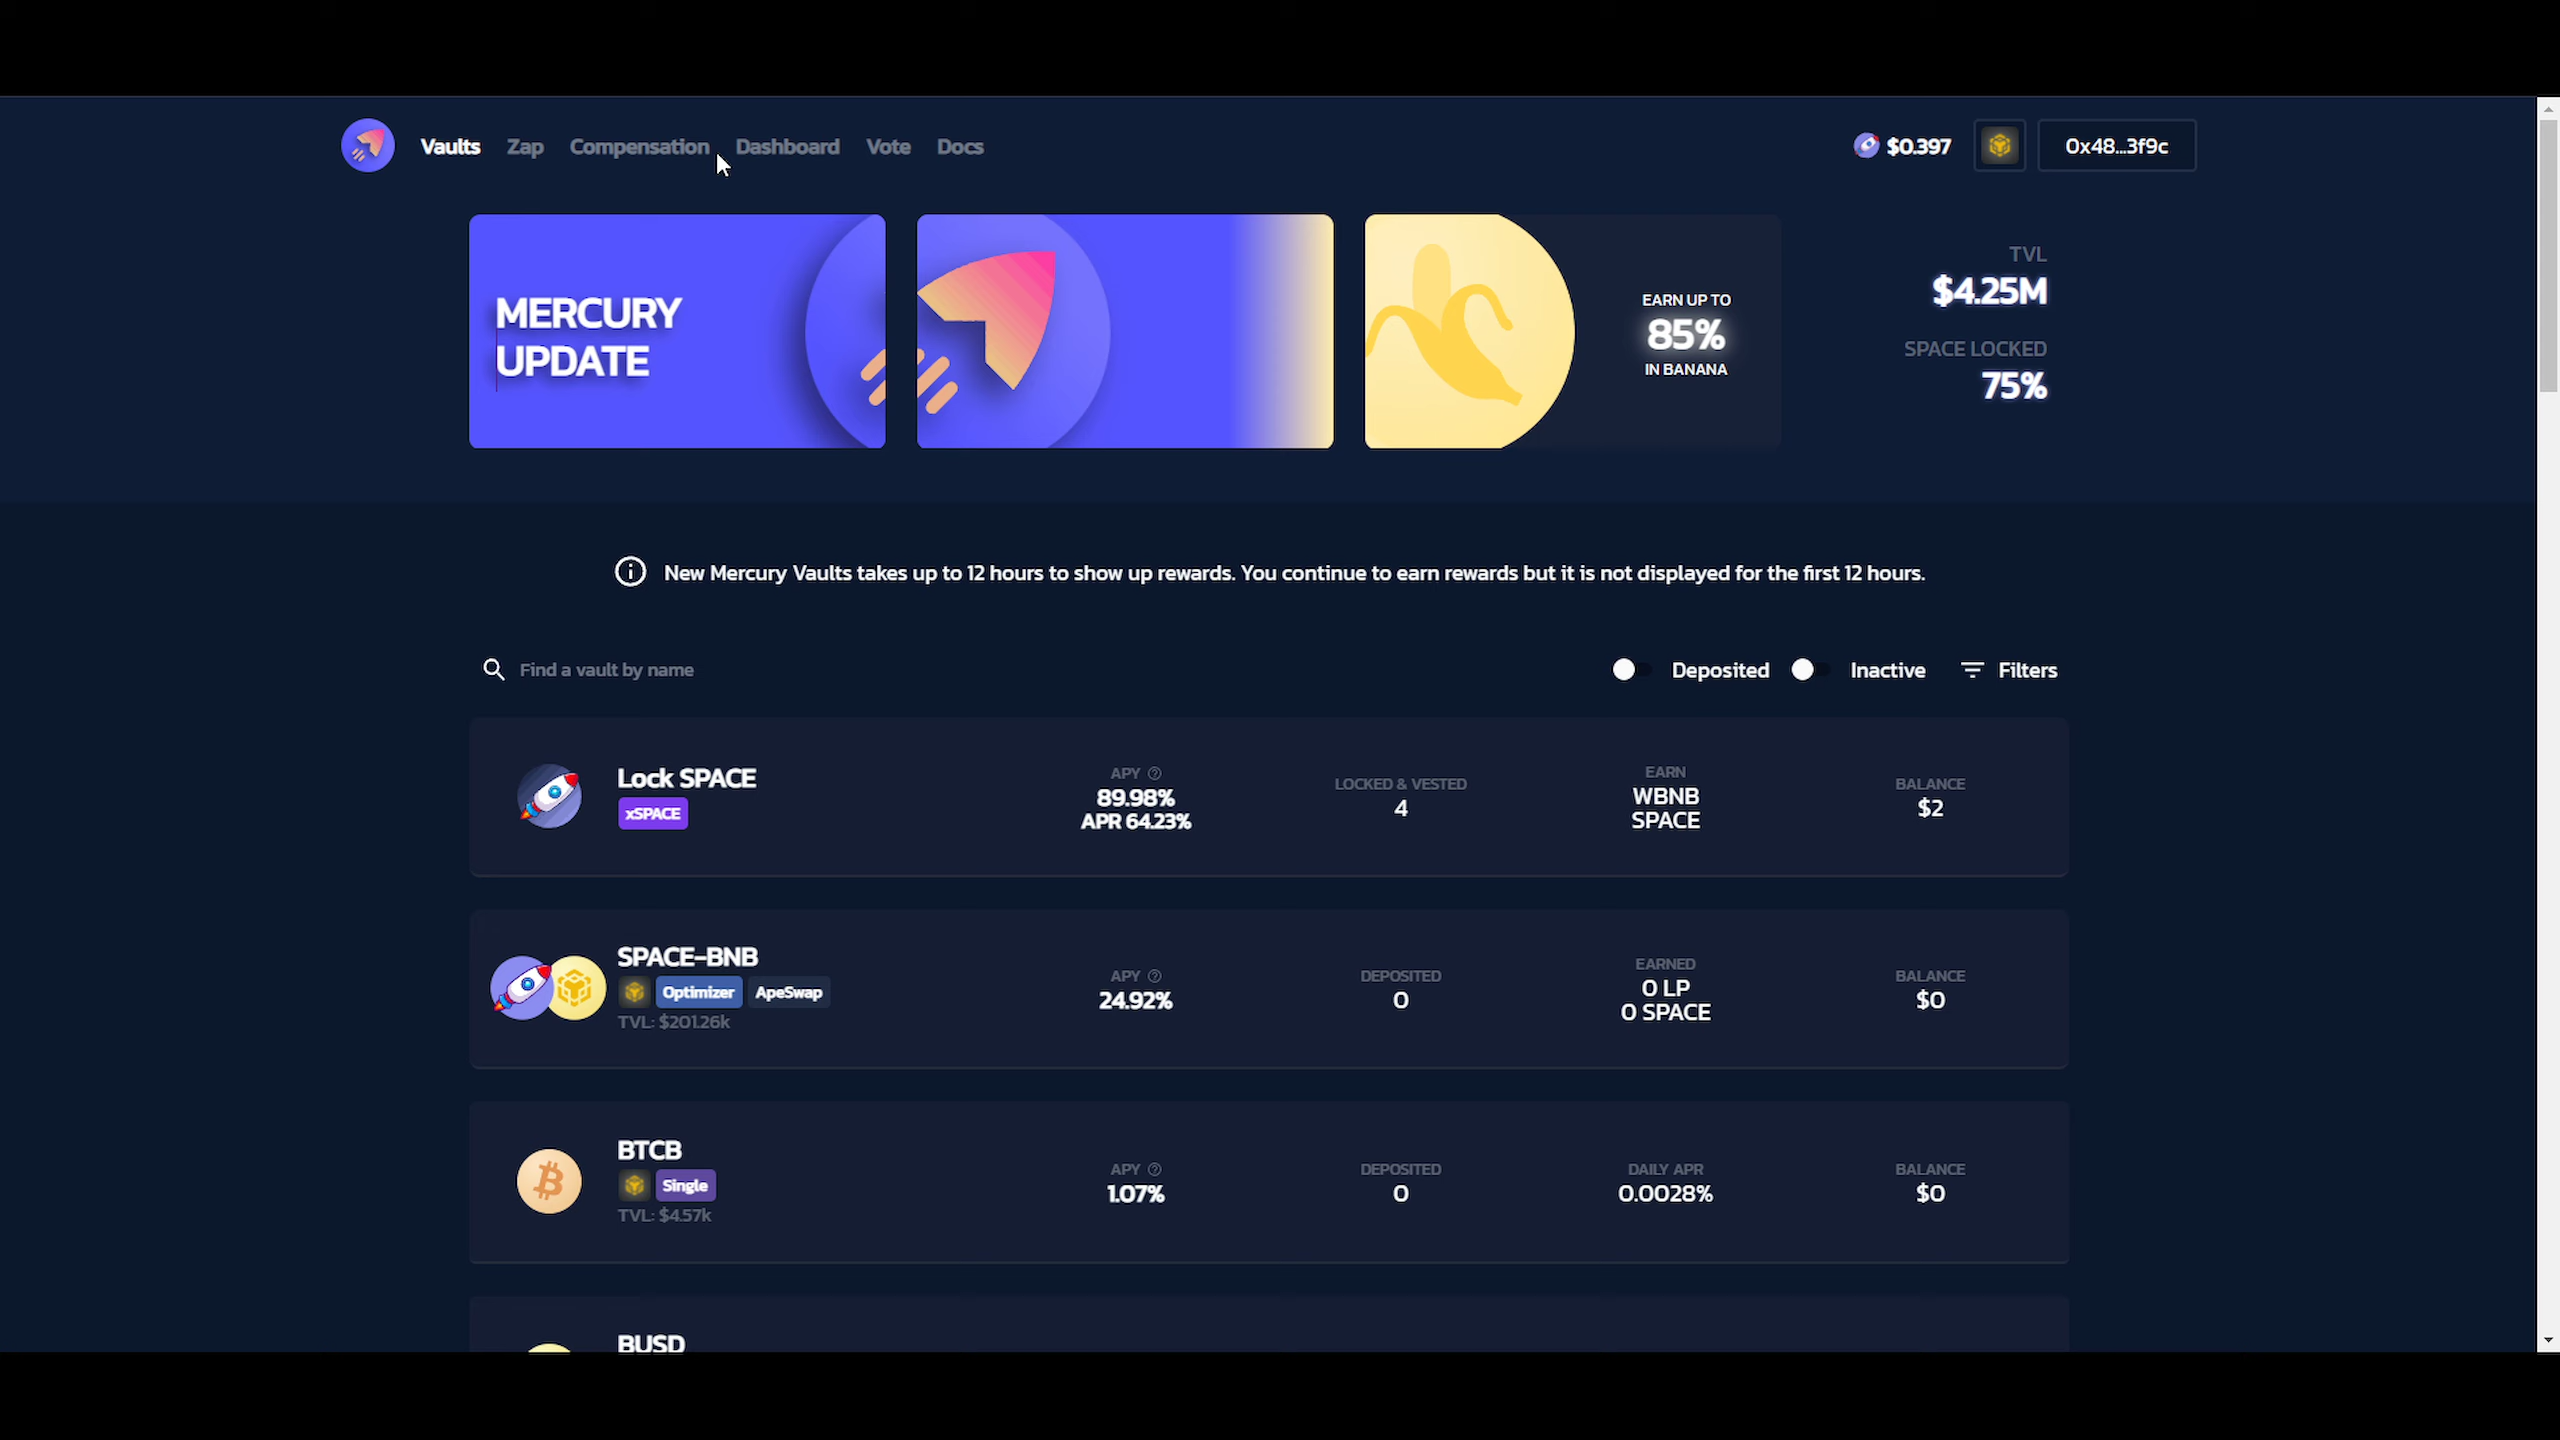 Vaults Zap Compensation Dashboard Vote Docs
$0.397
0x48...3f9c
MERCURY
UPDATE
EARN UP TO
85%
IN BANANA
TVL
$4.25M
SPACE LOCKED
75%
New Mercury Vaults takes up to 12 hours to show up rewards. You continue to earn rewards but it is not displayed for the first 12 hours.
Find a vault by name
Deposited
Inactive
Filters
Lock SPACE
xSPACE
APY
89.98%
APR 64.23%
LOCKED & VESTED
4
EARN
WBNB
SPACE
BALANCE
$2
SPACE-BNB
Optimizer ApeSwap
TVL: $201.26k
APY
24.92%
DEPOSITED
0
EARNED
0 LP
0 SPACE
BALANCE
$0
BTCB
Single
TVL: $4.57k
APY
1.07%
DEPOSITED
0
DAILY APR
0.0028%
BALANCE
$0
BUSD